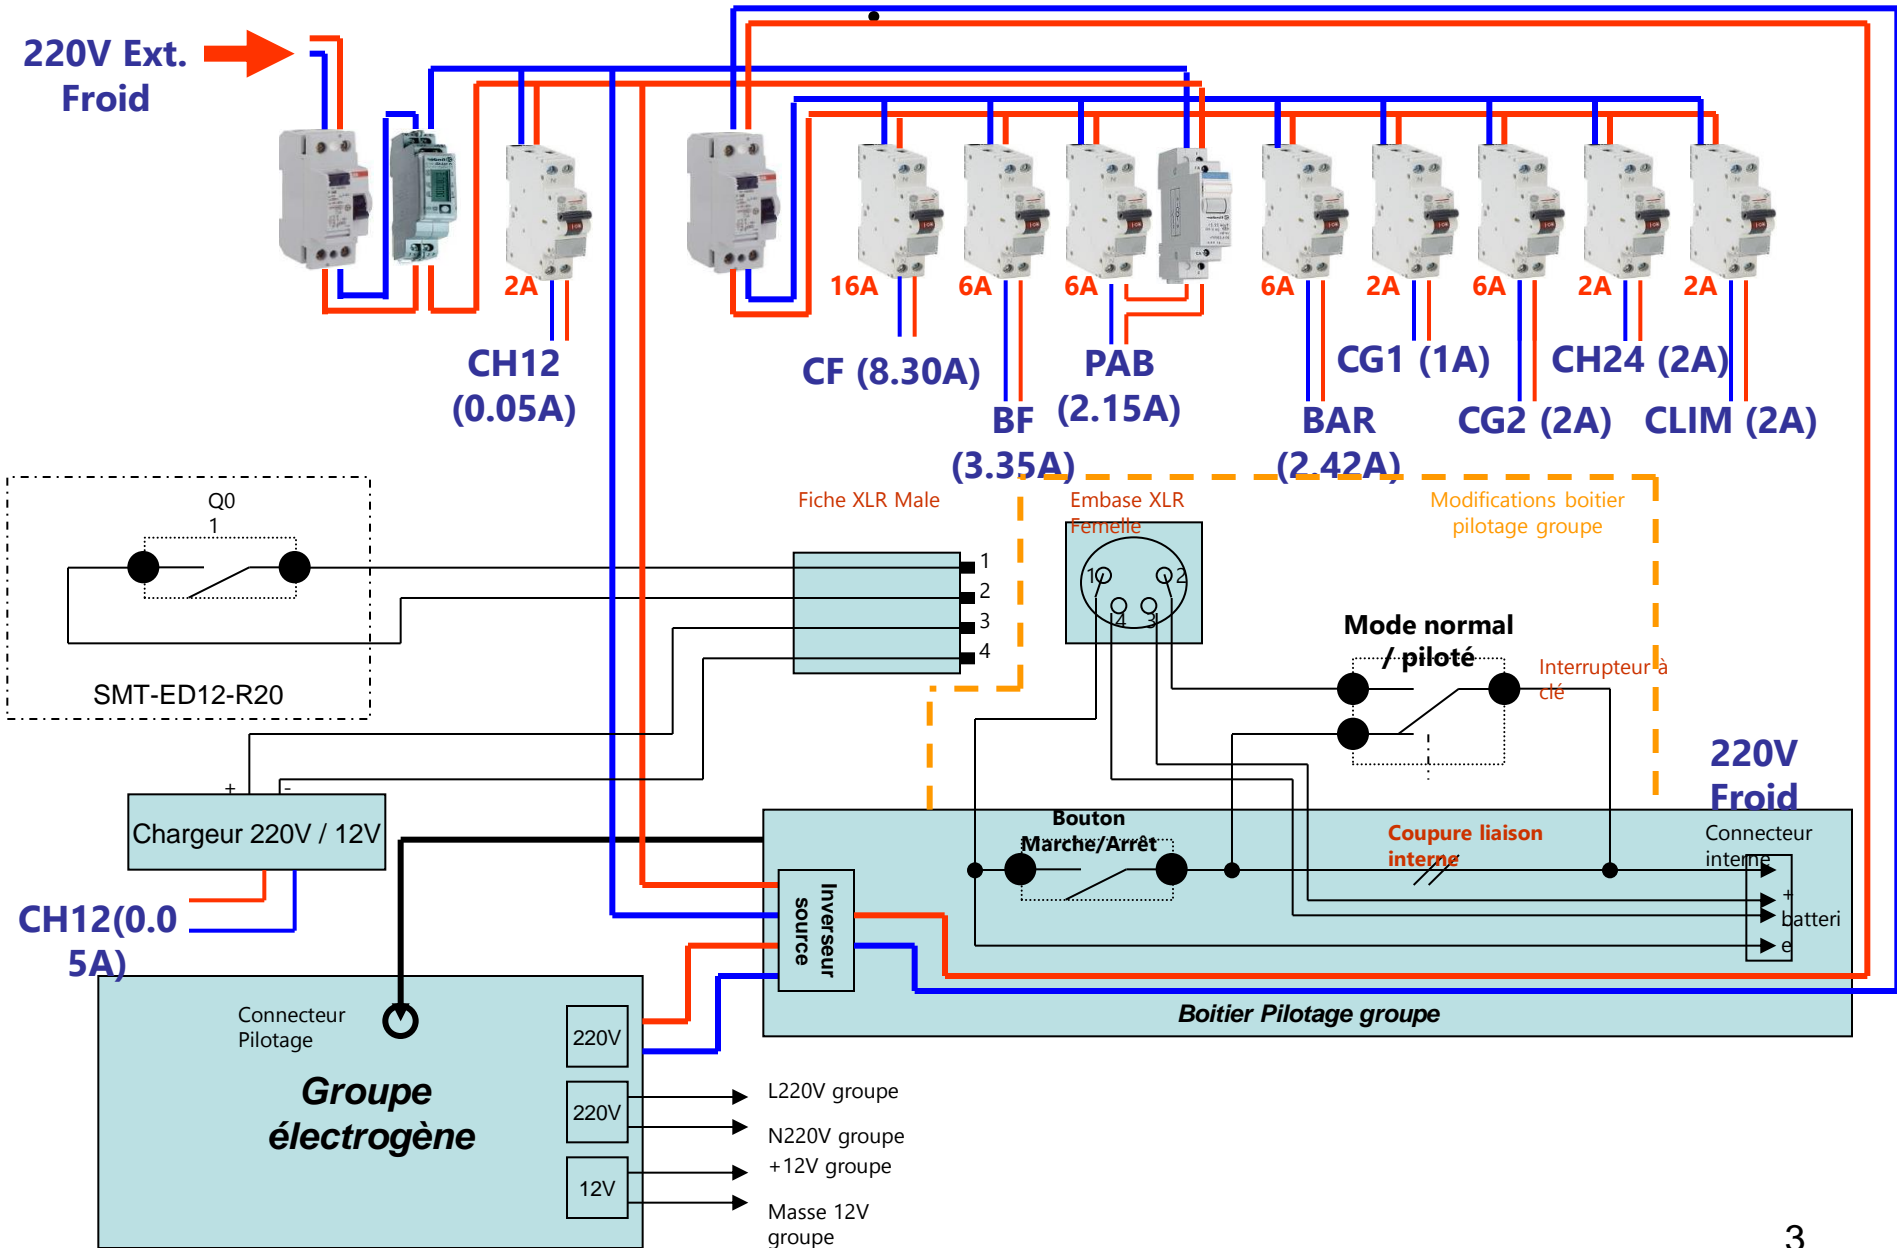 220V Ext.
Froid
2A
16A
6A
6A
6A
2A
6A
2A
2A
CH12
(0.05A)
CF (8.30A)
BF
(3.35A)
PAB
(2.15A)
BAR
(2.42A)
CG1 (1A)
CG2 (2A)
CH24 (2A)
CLIM (2A)
Q0
1
SMT-ED12-R20
Fiche XLR Male
1
2
3
4
Embase XLR
Femelle
1
2
4
3
Modifications boitier
pilotage groupe
Mode normal
/ piloté
Interrupteur à
clé
220V
Froid
+
-
Chargeur 220V / 12V
CH12(0.0
5A)
Bouton
Marche/Arrêt
Coupure liaison
interne
Connecteur
interne
+
batteri
e
Inverseur
source
Boitier Pilotage groupe
Connecteur
Pilotage
Groupe
électrogène
220V
220V
12V
L220V groupe
N220V groupe
+12V groupe
Masse 12V
groupe
3